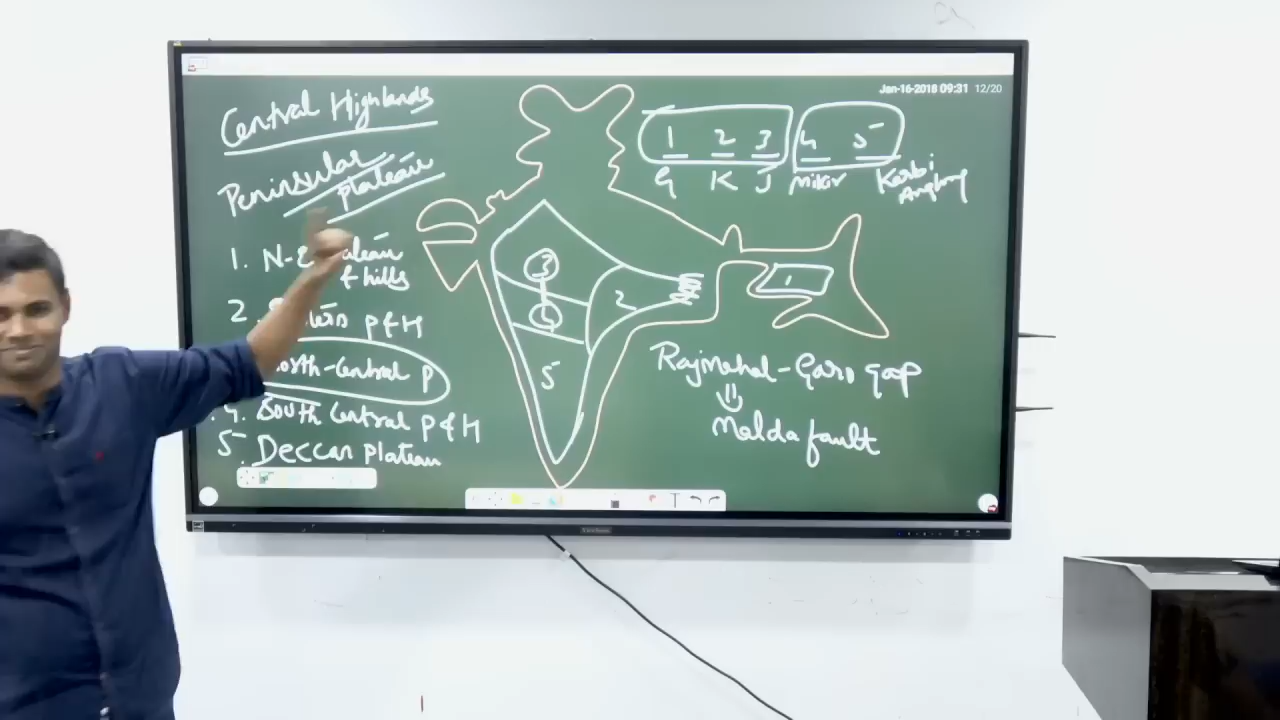 Jan-16-2018 09:31 12/20
Central Highlands
Peninsular
plateau
1. N-E
& hills
2. P & H
North-Central P
4. South Central P & H
5. Deccan plateau
3
2
4
5
1
1 2 3 4 5
G K J Mikir Karbi
Anglong
Rajmahal-Garo gap
Malda fault
ViewSonic